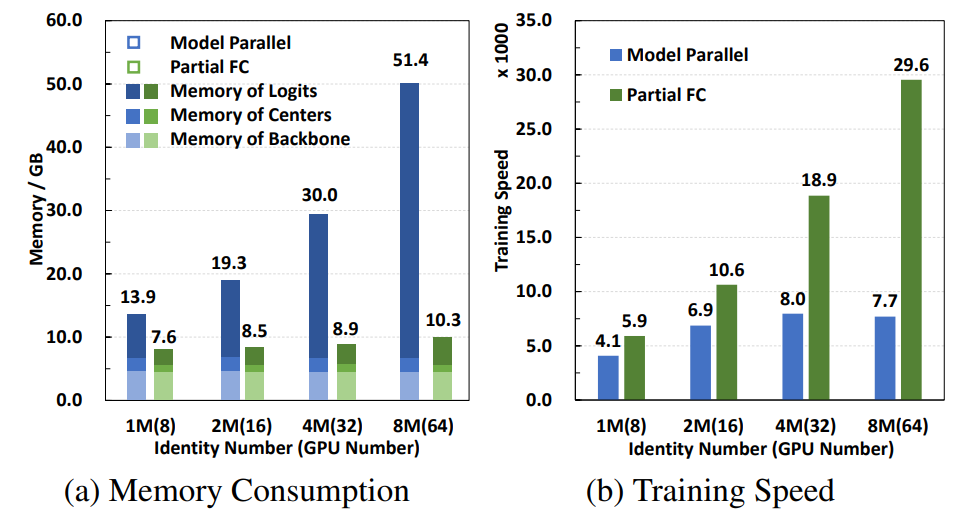 60.0
50.0
40.0
30.0
20.0
10.0
0.0
Memory / GB
Model Parallel
Partial FC
Memory of Logits
Memory of Centers
Memory of Backbone
13.9
7.6
19.3
8.5
30.0
8.9
51.4
10.3
1M(8) 2M(16) 4M(32) 8M(64)
Identity Number (GPU Number)
(a) Memory Consumption
35.0
30.0
25.0
20.0
15.0
10.0
5.0
0.0
Training Speed x 1000
Model Parallel
Partial FC
4.1
5.9
6.9
10.6
8.0
18.9
7.7
29.6
1M(8) 2M(16) 4M(32) 8M(64)
Identity Number (GPU Number)
(b) Training Speed